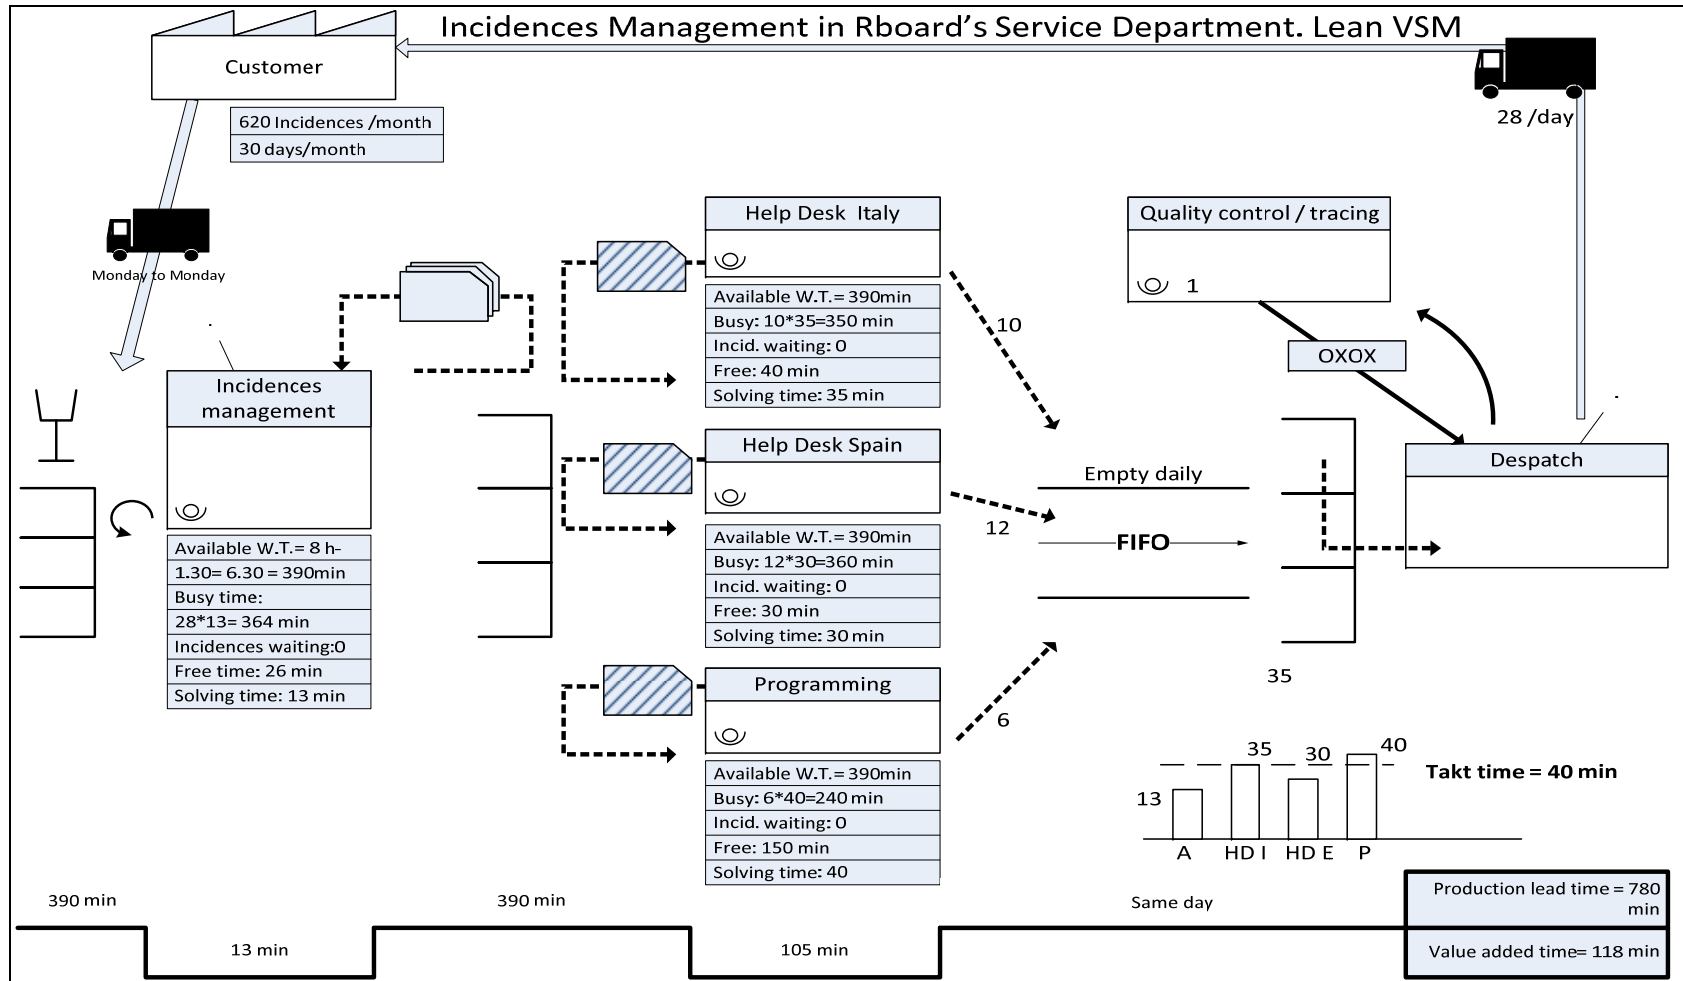 Incidences Management in Rboard's Service Department. Lean VSM
Customer
620 Incidences /month
30 days/month
28 /day
Monday to Monday
Incidences
management
Available W.T.= 8 h-
1.30= 6.30 = 390min
Busy time:
28*13= 364 min
Incidences waiting:0
Free time: 26 min
Solving time: 13 min
Help Desk Italy
Available W.T.= 390min
Busy: 10*35=350 min
Incid. waiting: 0
Free: 40 min
Solving time: 35 min
Help Desk Spain
Available W.T.= 390min
Busy: 12*30=360 min
Incid. waiting: 0
Free: 30 min
Solving time: 30 min
Programming
Available W.T.= 390min
Busy: 6*40=240 min
Incid. waiting: 0
Free: 150 min
Solving time: 40
10
12
6
Empty daily
FIFO
Quality control / tracing
1
OXOX
Despatch
35
13
35
30
40
A
HD I
HD E
P
Takt time = 40 min
390 min
13 min
390 min
105 min
Same day
Production lead time = 780
min
Value added time= 118 min